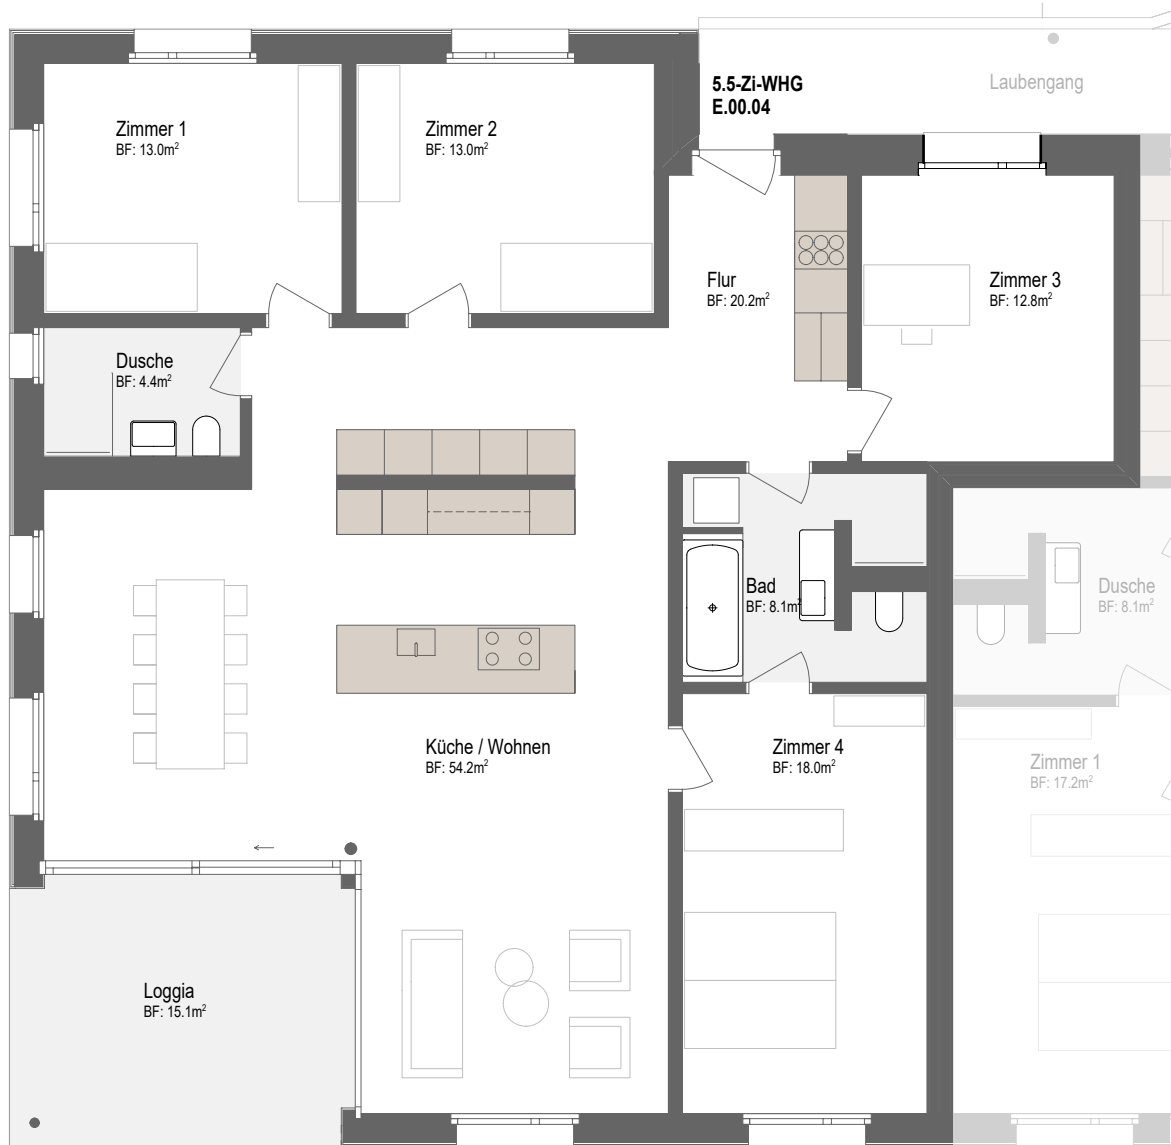 5.5-Zi-WHG
E.00.04
Laubengang
Zimmer 1
BF: 13.0m²
Zimmer 2
BF: 13.0m²
Flur
BF: 20.2m²
Zimmer 3
BF: 12.8m²
Dusche
BF: 4.4m²
Bad
BF: 8.1m²
Dusche
BF: 8.1m²
Küche / Wohnen
BF: 54.2m²
Zimmer 4
BF: 18.0m²
Zimmer 1
BF: 17.2m²
Loggia
BF: 15.1m²